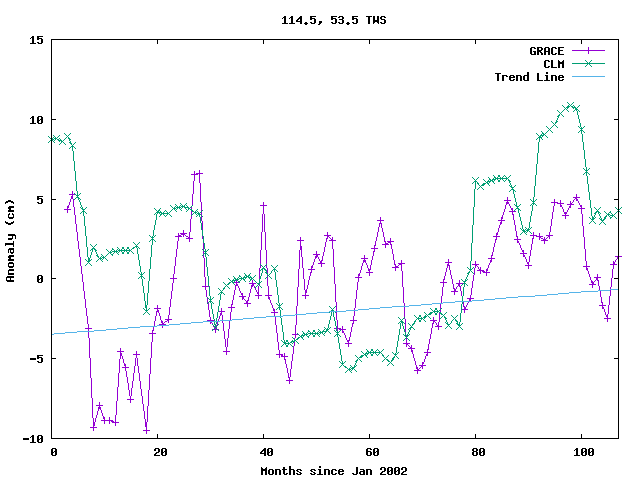 114.5, 53.5 TWS
GRACE
CLM
Trend Line
15
10
5
0
-5
-10
Anomaly (cm)
0 20 40 60 80 100
Months since Jan 2002